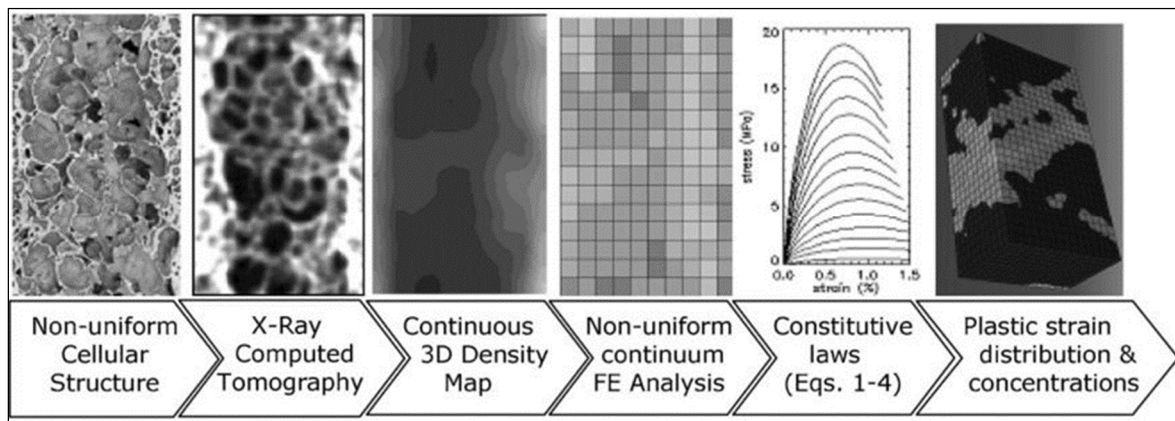 20
15
10
5
0
stress (MPa)
0.0 0.5 1.0 1.5
strain (%)
Non-uniform
Cellular
Structure
X-Ray
Computed
Tomography
Continuous
3D Density
Map
Non-uniform
continuum
FE Analysis
Constitutive
laws
(Eqs. 1-4)
Plastic strain
distribution &
concentrations